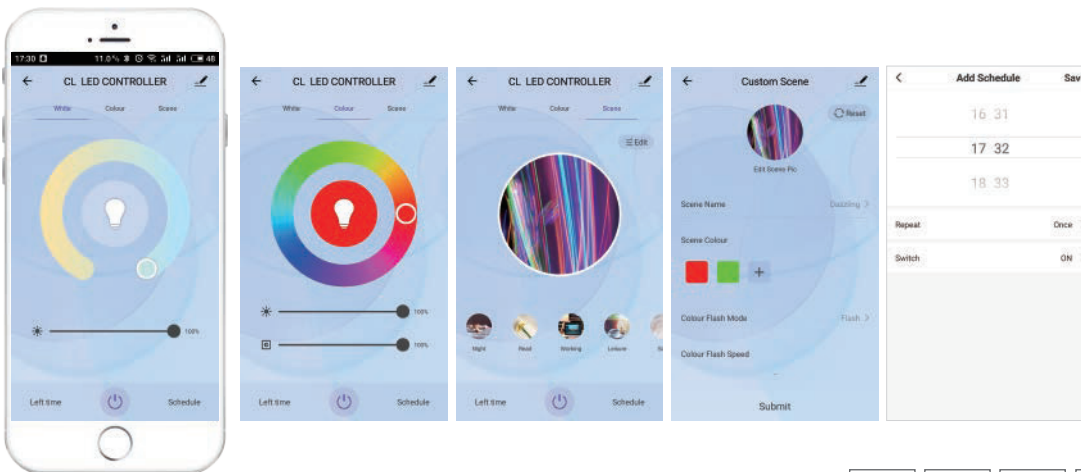 17:30 11.0% 48
CL LED CONTROLLER
White Colour Scene
100%
Left time Schedule
CL LED CONTROLLER
White Colour Scene
100%
100%
Left time Schedule
CL LED CONTROLLER
White Colour Scene
Edit
Night Read Working Leisure
Left time Schedule
Custom Scene
Reset
Edit Scene Pic
Scene Name Dazzling >
Scene Colour
+
Colour Flash Mode Flash >
Colour Flash Speed
Submit
< Add Schedule Sav
16 31
17 32
18 33
Repeat Once
Switch ON